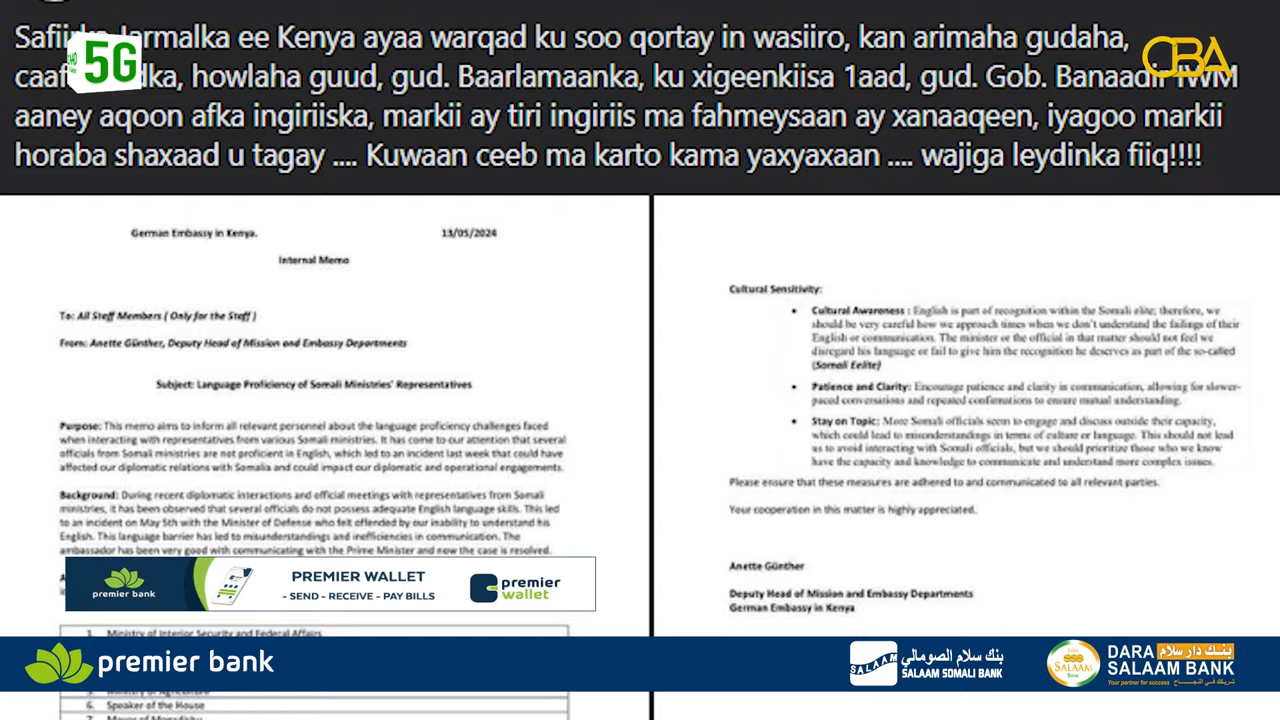 Safiirka Jarmalka ee Kenya ayaa warqad ku soo qortay in wasiiro, kan arimaha gudaha,
5G
CBA
howlaha guud, gud. Baarlamaanka, ku xigeenkiisa 1aad, gud. Gob. Banaadir IWM
aaney aqoon afka ingiriiska, markii ay tiri ingiriis ma fahmeysaan ay xanaaqeen, iyagoo markii
horaba shaxaad u tagay .... Kuwaan ceeb ma karto kama yaxyaxaan .... wajiga leydinka fiiq!!!!
German Embassy in Kenya.
13/05/2024
Internal Memo
To: All Staff Members ( Only for the Staff )
From: Anette Günther, Deputy Head of Mission and Embassy Departments
Subject: Language Proficiency of Somali Ministries' Representatives
Purpose: This memo aims to inform all relevant personnel about the language proficiency challenges faced
when interacting with representatives from various Somali ministries. It has come to our attention that several
officials from Somali ministries are not proficient in English, which led to an incident last week that could have
affected our diplomatic relations with Somalia and could impact our diplomatic and operational engagements.
Background: During recent diplomatic interactions and official meetings with representatives from Somali
ministries, it has been observed that several officials do not possess adequate English language skills. This led
to an incident on May 5th with the Minister of Defense who felt offended by our inability to understand his
English. This language barrier has led to misunderstandings and inefficiencies in communication. The
ambassador has been very good with communicating with the Prime Minister and now the case is resolved.
1. Ministry of Interior Security and Federal Affairs
5. Ministry of Agriculture
6. Speaker of the House
7. Mayor of Mogadishu
Cultural Sensitivity:
• Cultural Awareness : English is part of recognition within the Somali elite; therefore, we
should be very careful how we approach times when we don't understand the failings of their
English or communication. The minister or the official in that matter should not feel we
disregard his language or fail to give him the recognition he deserves as part of the so-called
(Somali Eelite)
• Patience and Clarity: Encourage patience and clarity in communication, allowing for slower-
paced conversations and repeated confirmations to ensure mutual understanding.
• Stay on Topic: More Somali officials seem to engage and discuss outside their capacity,
which could lead to misunderstandings in terms of culture or language. This should not lead
us to avoid interacting with Somali officials, but we should prioritize those who we know
have the capacity and knowledge to communicate and understand more complex issues.
Please ensure that these measures are adhered to and communicated to all relevant parties.
Your cooperation in this matter is highly appreciated.
Anette Günther
Deputy Head of Mission and Embassy Departments
German Embassy in Kenya
premier bank
PREMIER WALLET
- SEND - RECEIVE - PAY BILLS
premier
wallet
premier bank
SALAAM
بنك سلام الصومالي
SALAAM SOMALI BANK
DARA
SALAAM
Bank
DARA بنك دار سلام
SALAAM BANK
Your partner for success
شريكك في النجاح